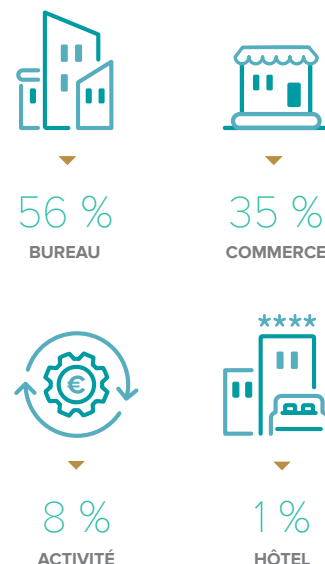 56 %
BUREAU
35 %
COMMERCE
€
8 %
ACTIVITÉ
****
1 %
HÔTEL